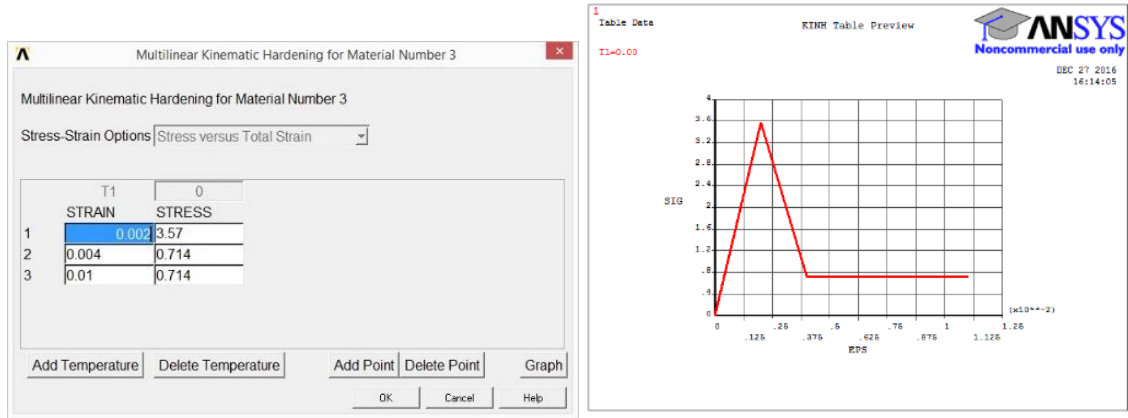 Multilinear Kinematic Hardening for Material Number 3
Multilinear Kinematic Hardening for Material Number 3
Stress-Strain Options Stress versus Total Strain
T1 0
STRAIN STRESS
1 0.002 3.57
2 0.004 0.714
3 0.01 0.714
Add Temperature Delete Temperature Add Point Delete Point Graph
OK Cancel Help
1
Table Data
KINH Table Preview
ANSYS
Noncommercial use only
T1=0.00
DEC 27 2016
16:14:05
4
3.6
3.2
2.8
2.4
SIG 2
1.6
1.2
.8
.4
0
(x10**-2)
0 .25 .5 .75 1 1.25
.125 .375 .625 .875 1.125
EPS